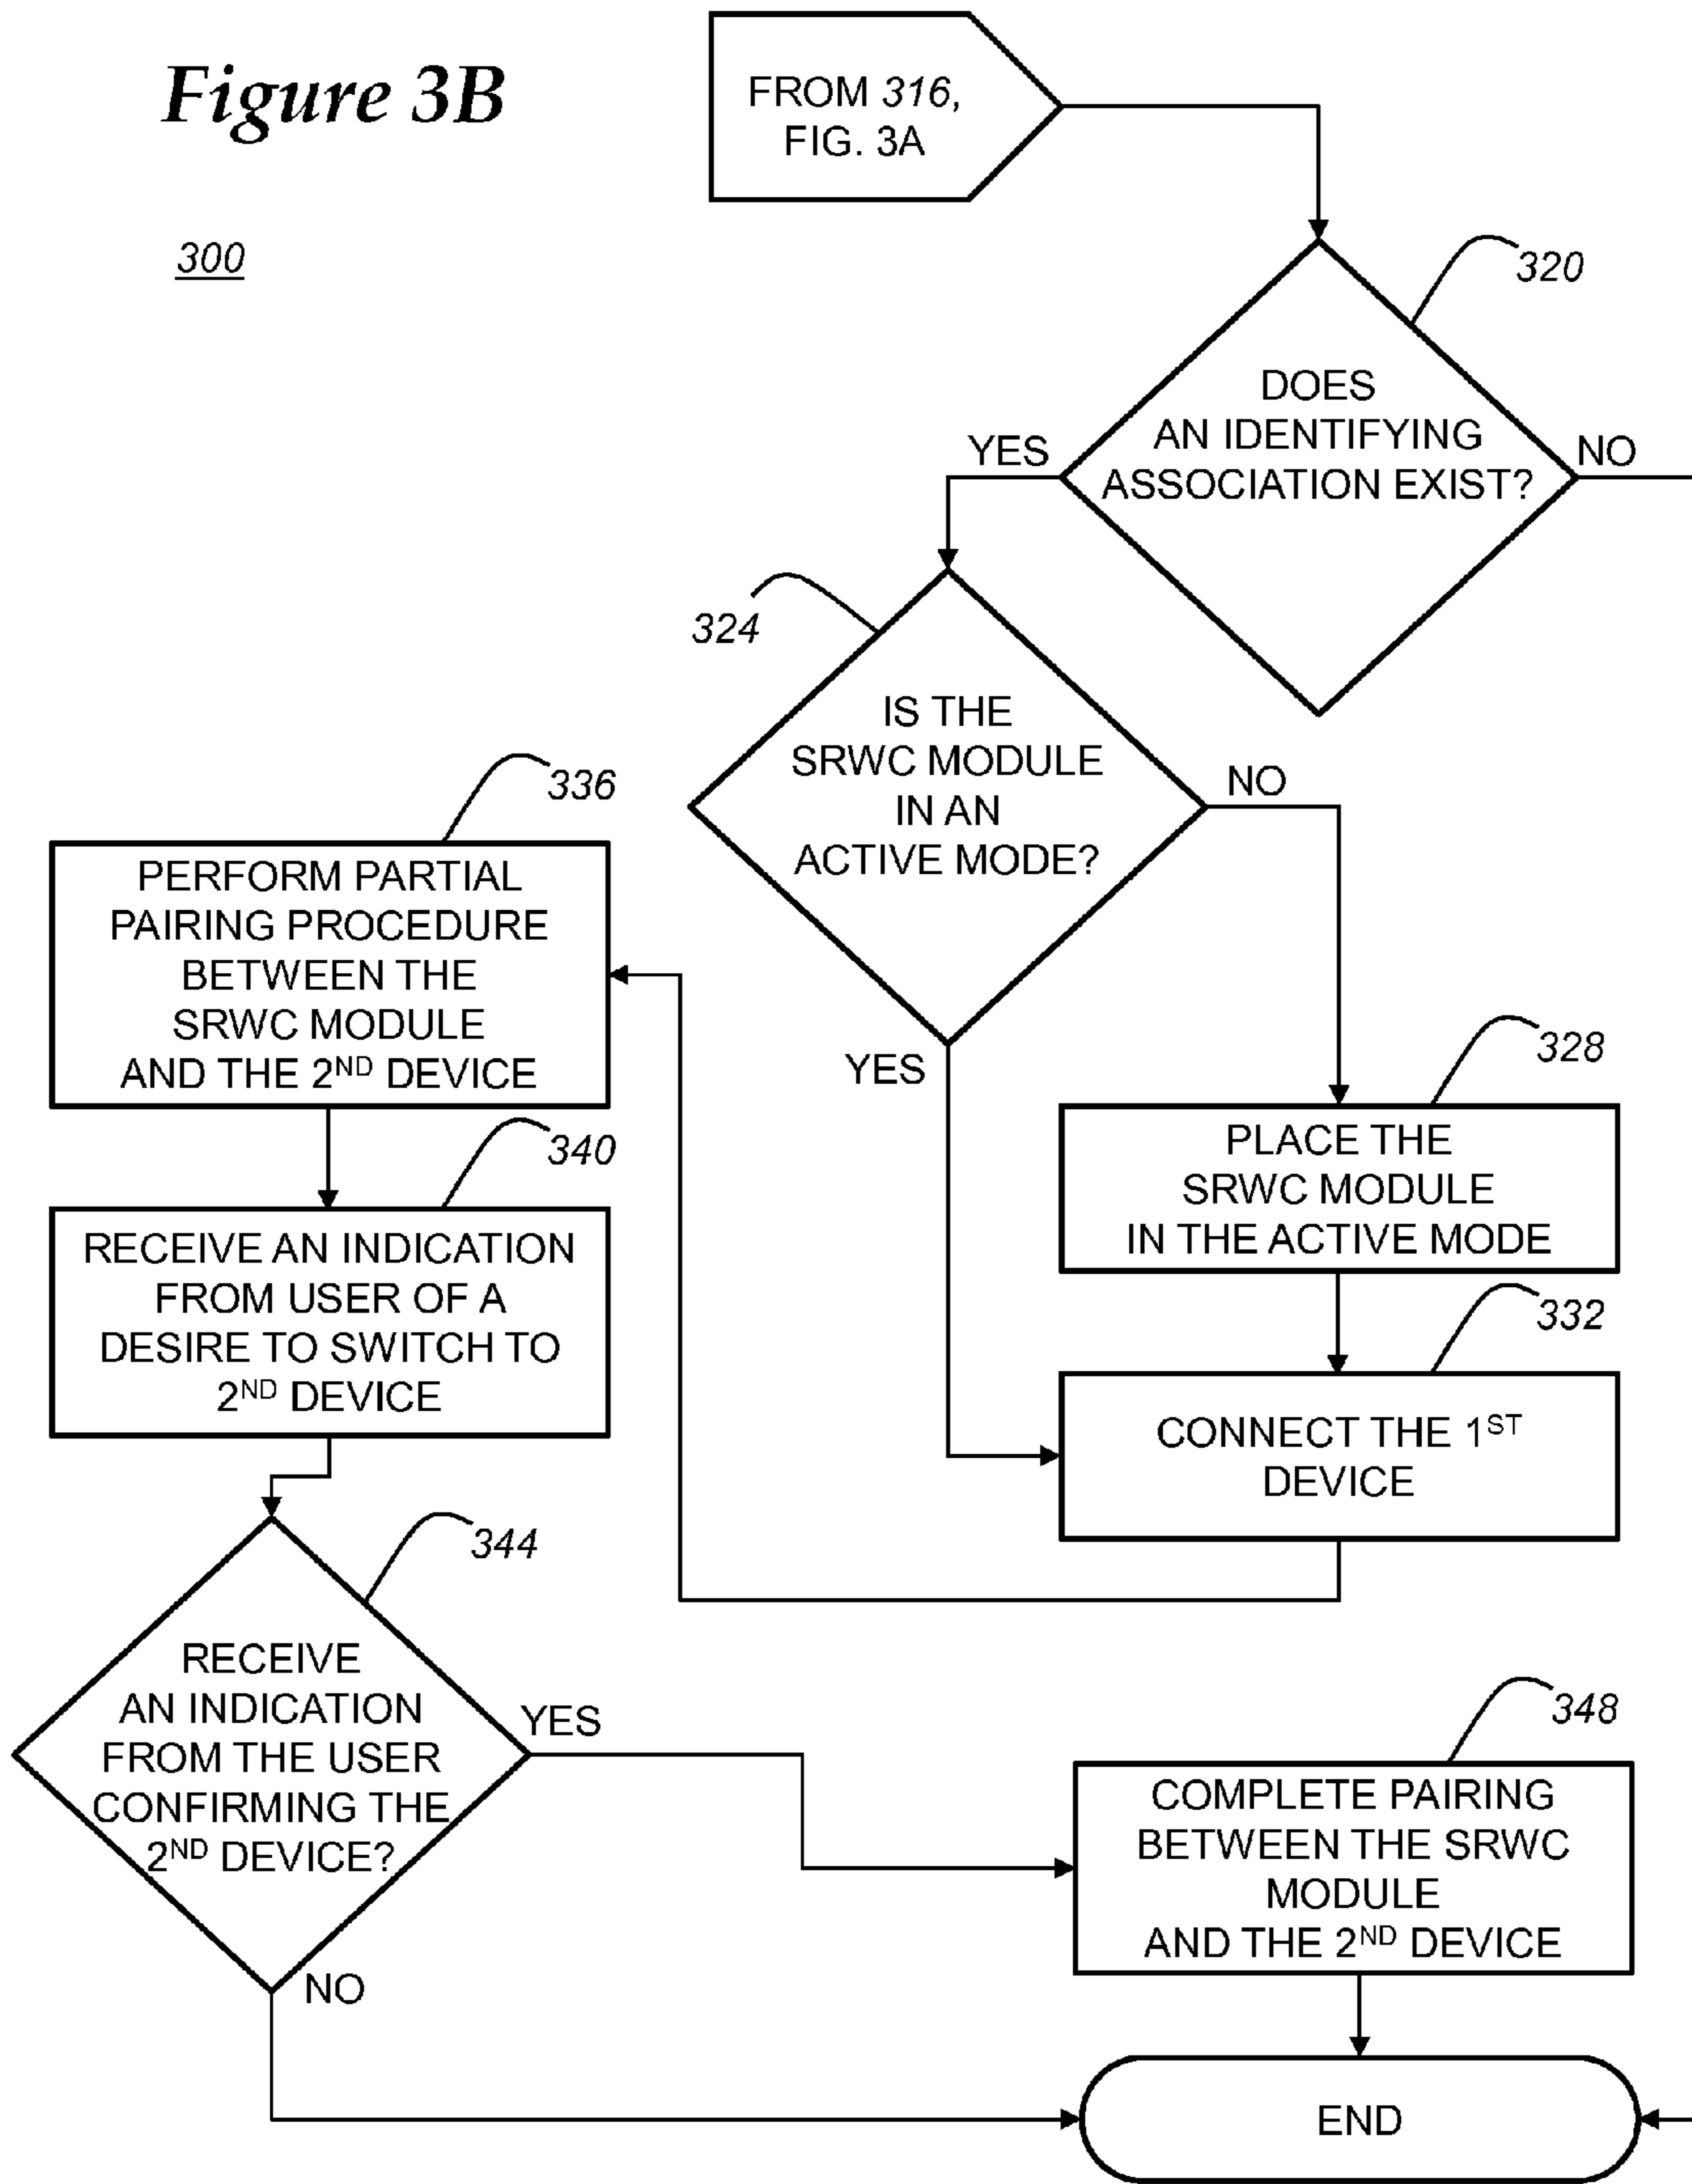 Figure 3B
300
FROM 316,
FIG. 3A
320
DOES
AN IDENTIFYING
ASSOCIATION EXIST?
YES
NO
324
IS THE
SRWC MODULE
IN AN
ACTIVE MODE?
NO
YES
328
PLACE THE
SRWC MODULE
IN THE ACTIVE MODE
332
CONNECT THE 1ST
DEVICE
336
PERFORM PARTIAL
PAIRING PROCEDURE
BETWEEN THE
SRWC MODULE
AND THE 2ND DEVICE
340
RECEIVE AN INDICATION
FROM USER OF A
DESIRE TO SWITCH TO
2ND DEVICE
344
RECEIVE
AN INDICATION
FROM THE USER
CONFIRMING THE
2ND DEVICE?
YES
NO
348
COMPLETE PAIRING
BETWEEN THE SRWC
MODULE
AND THE 2ND DEVICE
END